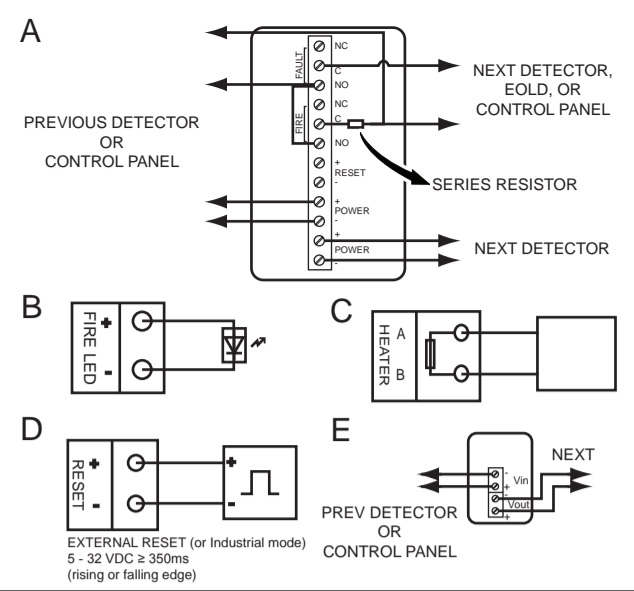 A
NC
FAULT
C
NO
NC
FIRE
C
NO
+
RESET
-
+
POWER
-
+
POWER
-
PREVIOUS DETECTOR
OR
CONTROL PANEL
NEXT DETECTOR,
EOLD, OR
CONTROL PANEL
SERIES RESISTOR
NEXT DETECTOR
B
FIRE LED
+
-
C
HEATER
A
B
D
RESET
+
-
+
-
EXTERNAL RESET (or Industrial mode)
5 - 32 VDC ≥ 350ms
(rising or falling edge)
E
NEXT
-
Vin
+
-
Vout
+
PREV DETECTOR
OR
CONTROL PANEL